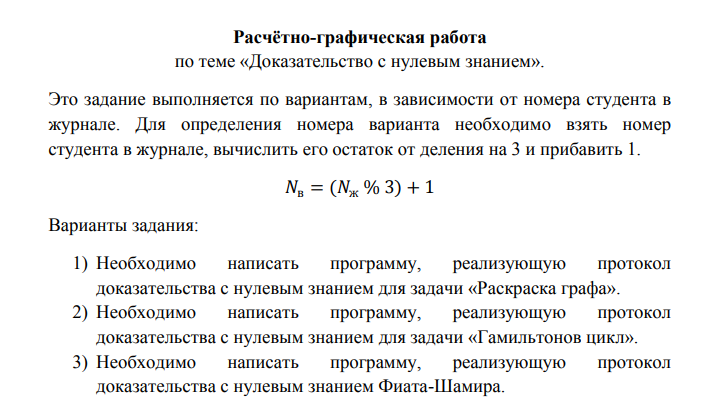 Расчётно-графическая работа
по теме «Доказательство с нулевым знанием».
Это задание выполняется по вариантам, в зависимости от номера студента в
журнале. Для определения номера варианта необходимо взять номер
студента в журнале, вычислить его остаток от деления на 3 и прибавить 1.
Nв = (Nж % 3) + 1
Варианты задания:
1) Необходимо написать программу, реализующую протокол
доказательства с нулевым знанием для задачи «Раскраска графа».
2) Необходимо написать программу, реализующую протокол
доказательства с нулевым знанием для задачи «Гамильтонов цикл».
3) Необходимо написать программу, реализующую протокол
доказательства с нулевым знанием Фиата-Шамира.